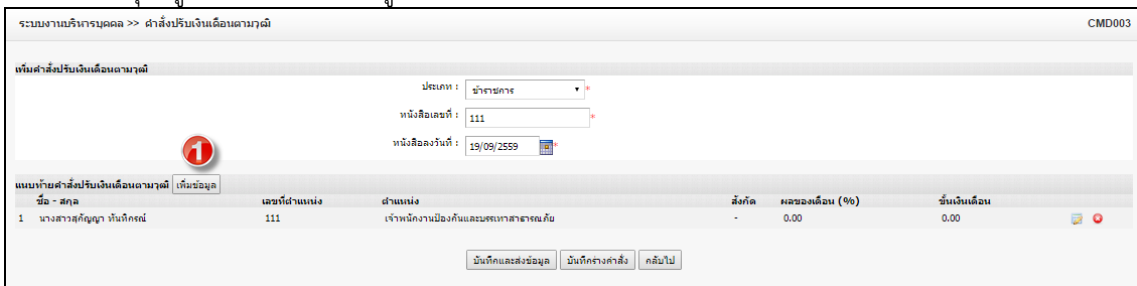 ระบบงานบริหารบุคคล >> คำสั่งปรับเงินเดือนตามวุฒิ CMD003
เพิ่มคำสั่งปรับเงินเดือนตามวุฒิ
ประเภท : ข้าราชการ *
หนังสือเลขที่ : 111 *
หนังสือลงวันที่ : 19/09/2559 *
1
แนบท้ายคำสั่งปรับเงินเดือนตามวุฒิ เพิ่มข้อมูล
ชื่อ - สกุล เลขที่ตำแหน่ง ตำแหน่ง สังกัด ผลของเดือน (%) ขั้นเงินเดือน
1 นางสาวสุกัญญา ทันทิกรณ์ 111 เจ้าพนักงานป้องกันและบรรเทาสาธารณภัย - 0.00 0.00
บันทึกและส่งข้อมูล บันทึกร่างคำสั่ง กลับไป